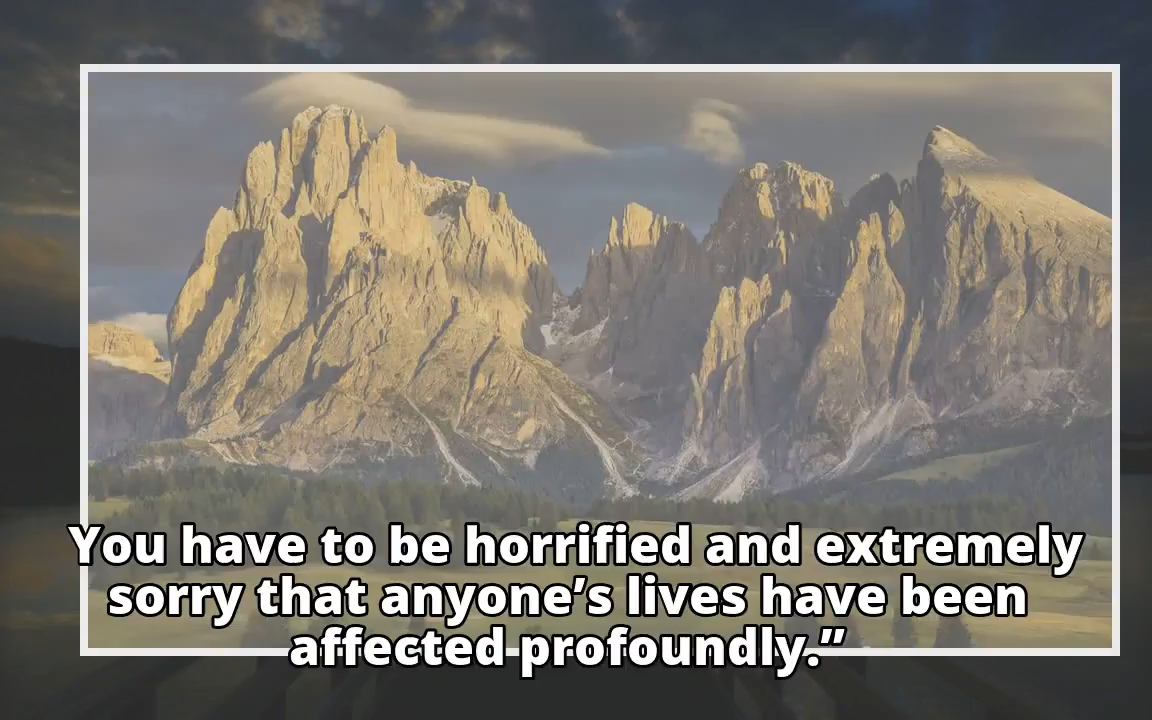 You have to be horrified and extremely
sorry that anyone’s lives have been
affected profoundly.”